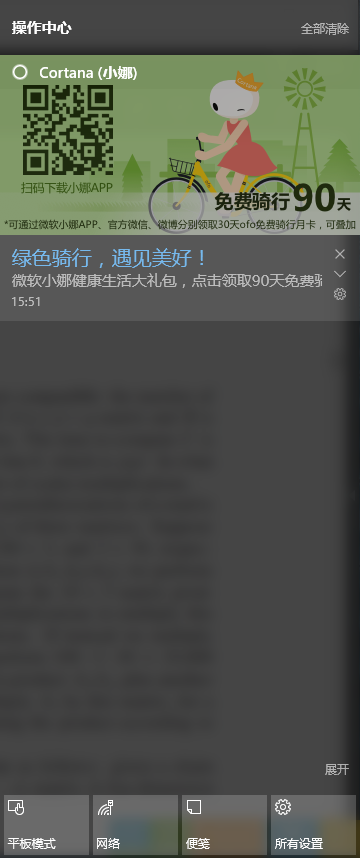 操作中心
全部清除
Cortana (小娜)
Cortana
扫码下载小娜APP
免费骑行90天
*可通过微软小娜APP、官方微信、微博分别领取30天ofo免费骑行月卡，可叠加
绿色骑行，遇见美好！
微软小娜健康生活大礼包，点击领取90天免费骑
15:51
展开
平板模式
网络
便笺
所有设置